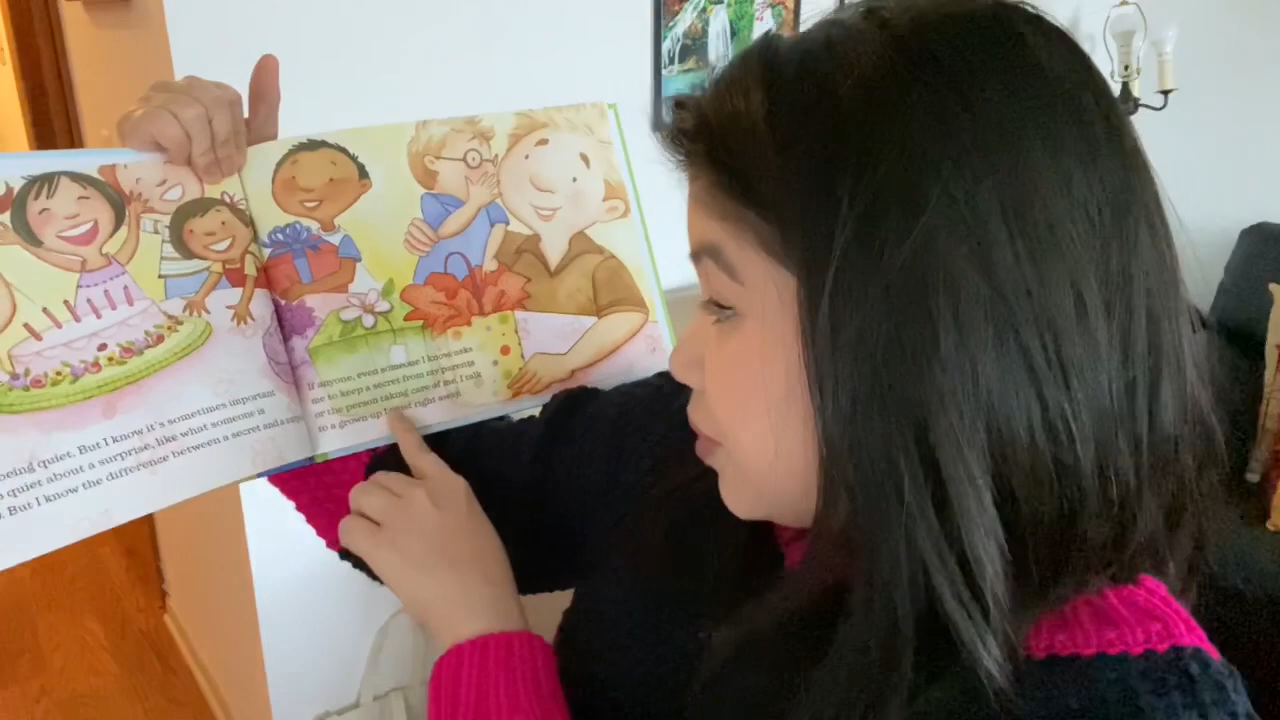 being quiet. But I know it's sometimes important
quiet about a surprise, like what someone is
. But I know the difference between a secret and a
If anyone, even someone I know, asks
me to keep a secret from my parents
or the person taking care of me, I talk
to a grown-up I trust right away.